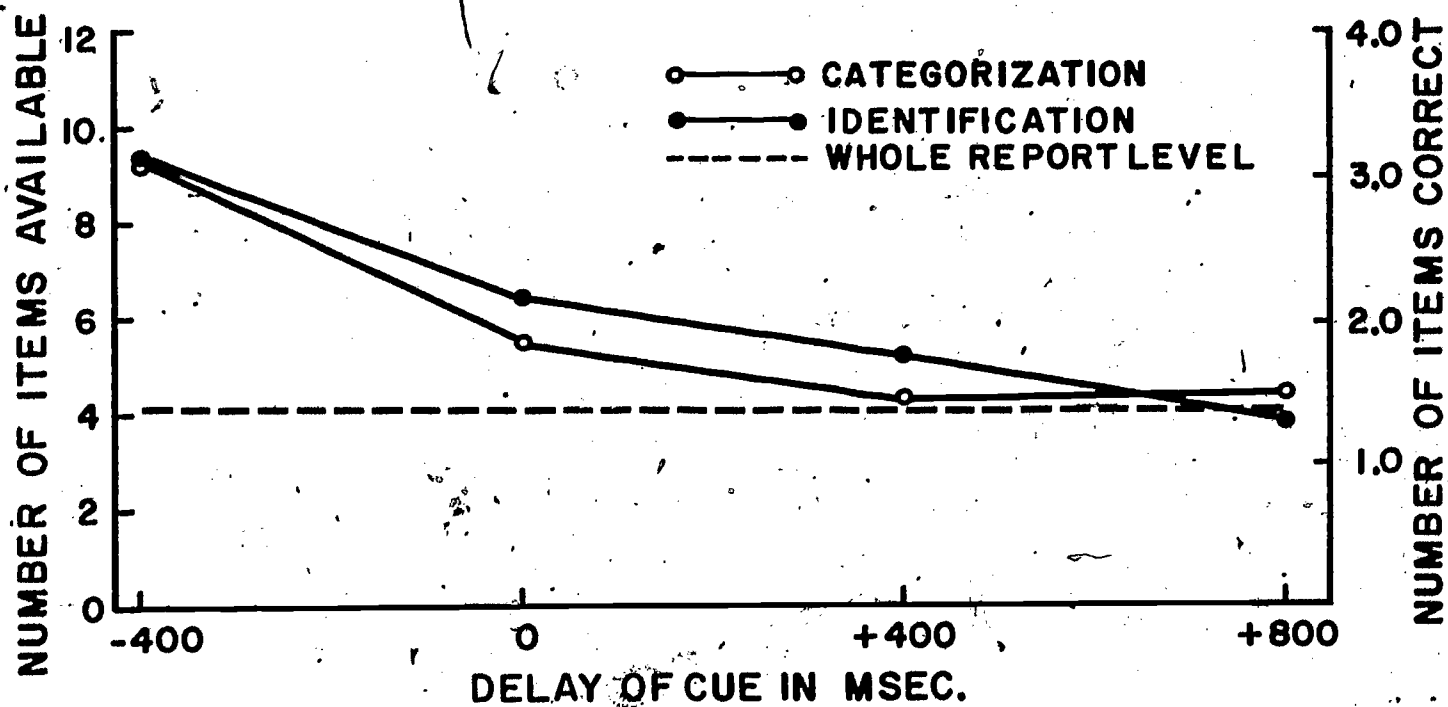 NUMBER OF ITEMS AVAILABLE
12
10
8
6
4
2
0
CATEGORIZATION
IDENTIFICATION
WHOLE REPORT LEVEL
4.0
3.0
2.0
1.0
NUMBER OF ITEMS CORRECT
-400 0 +400 +800
DELAY OF CUE IN MSEC.